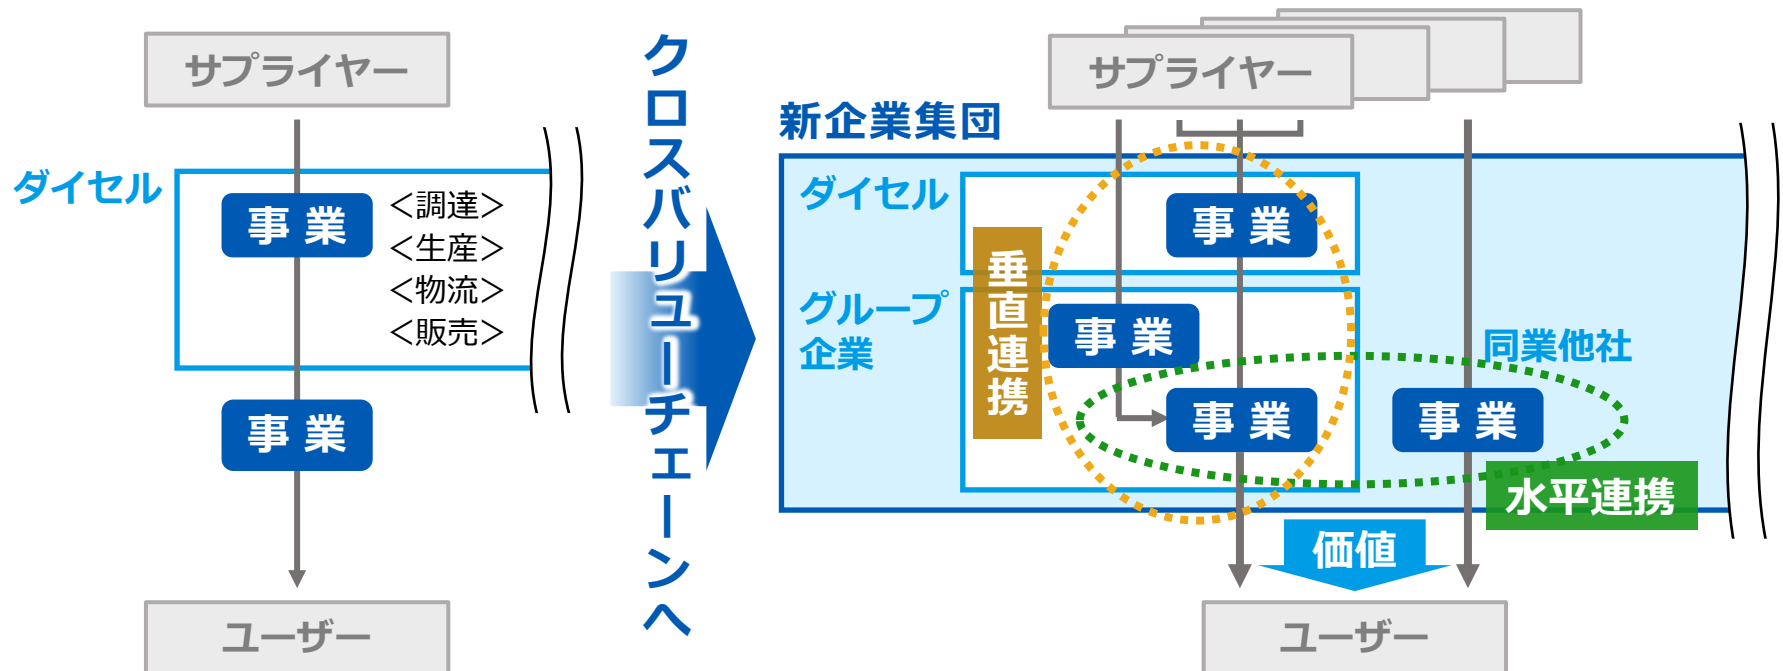 サプライヤー
ダイセル
事業
<調達>
<生産>
<物流>
<販売>
事業
ユーザー
クロスバリューチェーンへ
サプライヤー
新企業集団
ダイセル
事業
垂直連携
グループ
企業
事業
同業他社
事業
事業
水平連携
価値
ユーザー